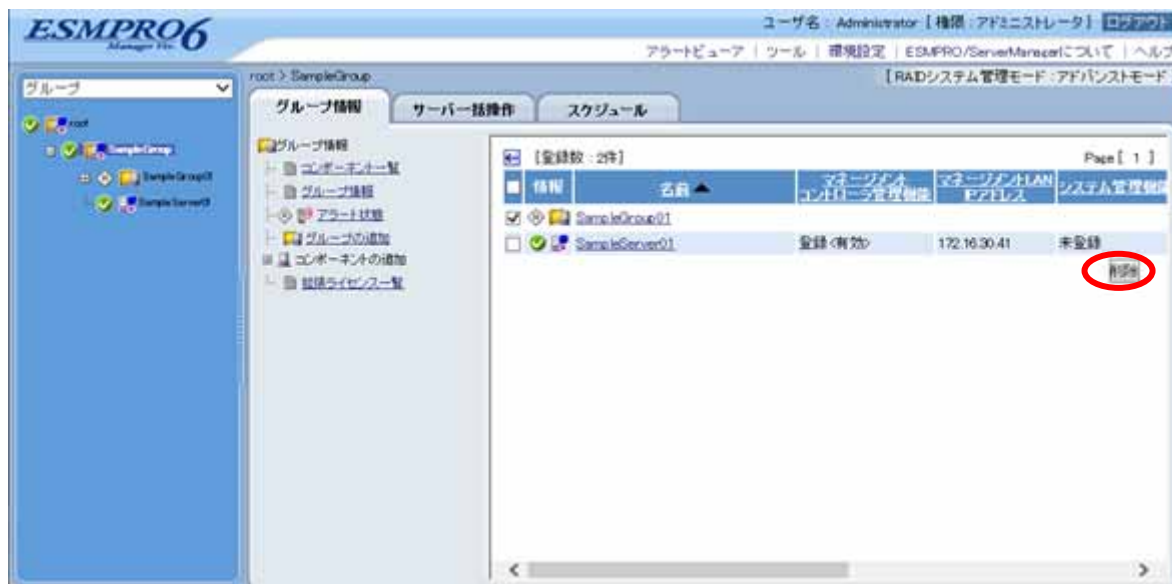 ESMPRO6
Manager Ver.
ユーザ名 : Administrator [ 権限 : アドミニストレータ] ログアウト
アラートビューア | ツール | 環境設定 | ESMPRO/ServerManagerについて | ヘルプ
グループ
root > SampleGroup
[ RAIDシステム管理モード : アドバンストモード
グループ情報 サーバー括操作 スケジュール
root
SampleGroup
SampleGroup01
SampleServer01
グループ情報
コンポーネント一覧
グループ情報
アラート状態
グループの追加
コンポーネントの追加
拡張ライセンス一覧
[登録数 : 2件] Page[ 1 ]
情報 名前▲ マネージメントコントローラ管理機能 マネージメントLAN IPアドレス システム管理機能
SampleGroup01
SampleServer01 登録<有効> 172.16.30.41 未登録
削除